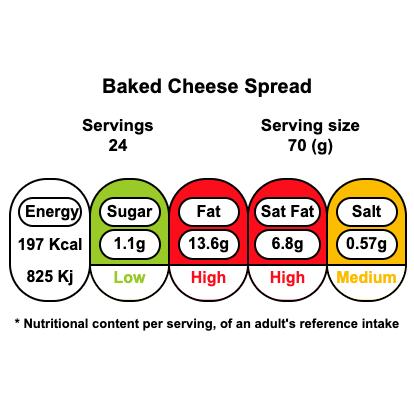 Baked Cheese Spread
Servings Serving size
24 70 (g)
Energy Sugar Fat Sat Fat Salt
197 Kcal 1.1g 13.6g 6.8g 0.57g
825 Kj Low High High Medium
* Nutritional content per serving, of an adult's reference intake